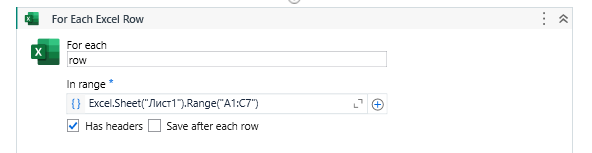 For Each Excel Row
For each
row
In range *
{ } Excel.Sheet("Лист1").Range("A1:C7")
Has headers Save after each row